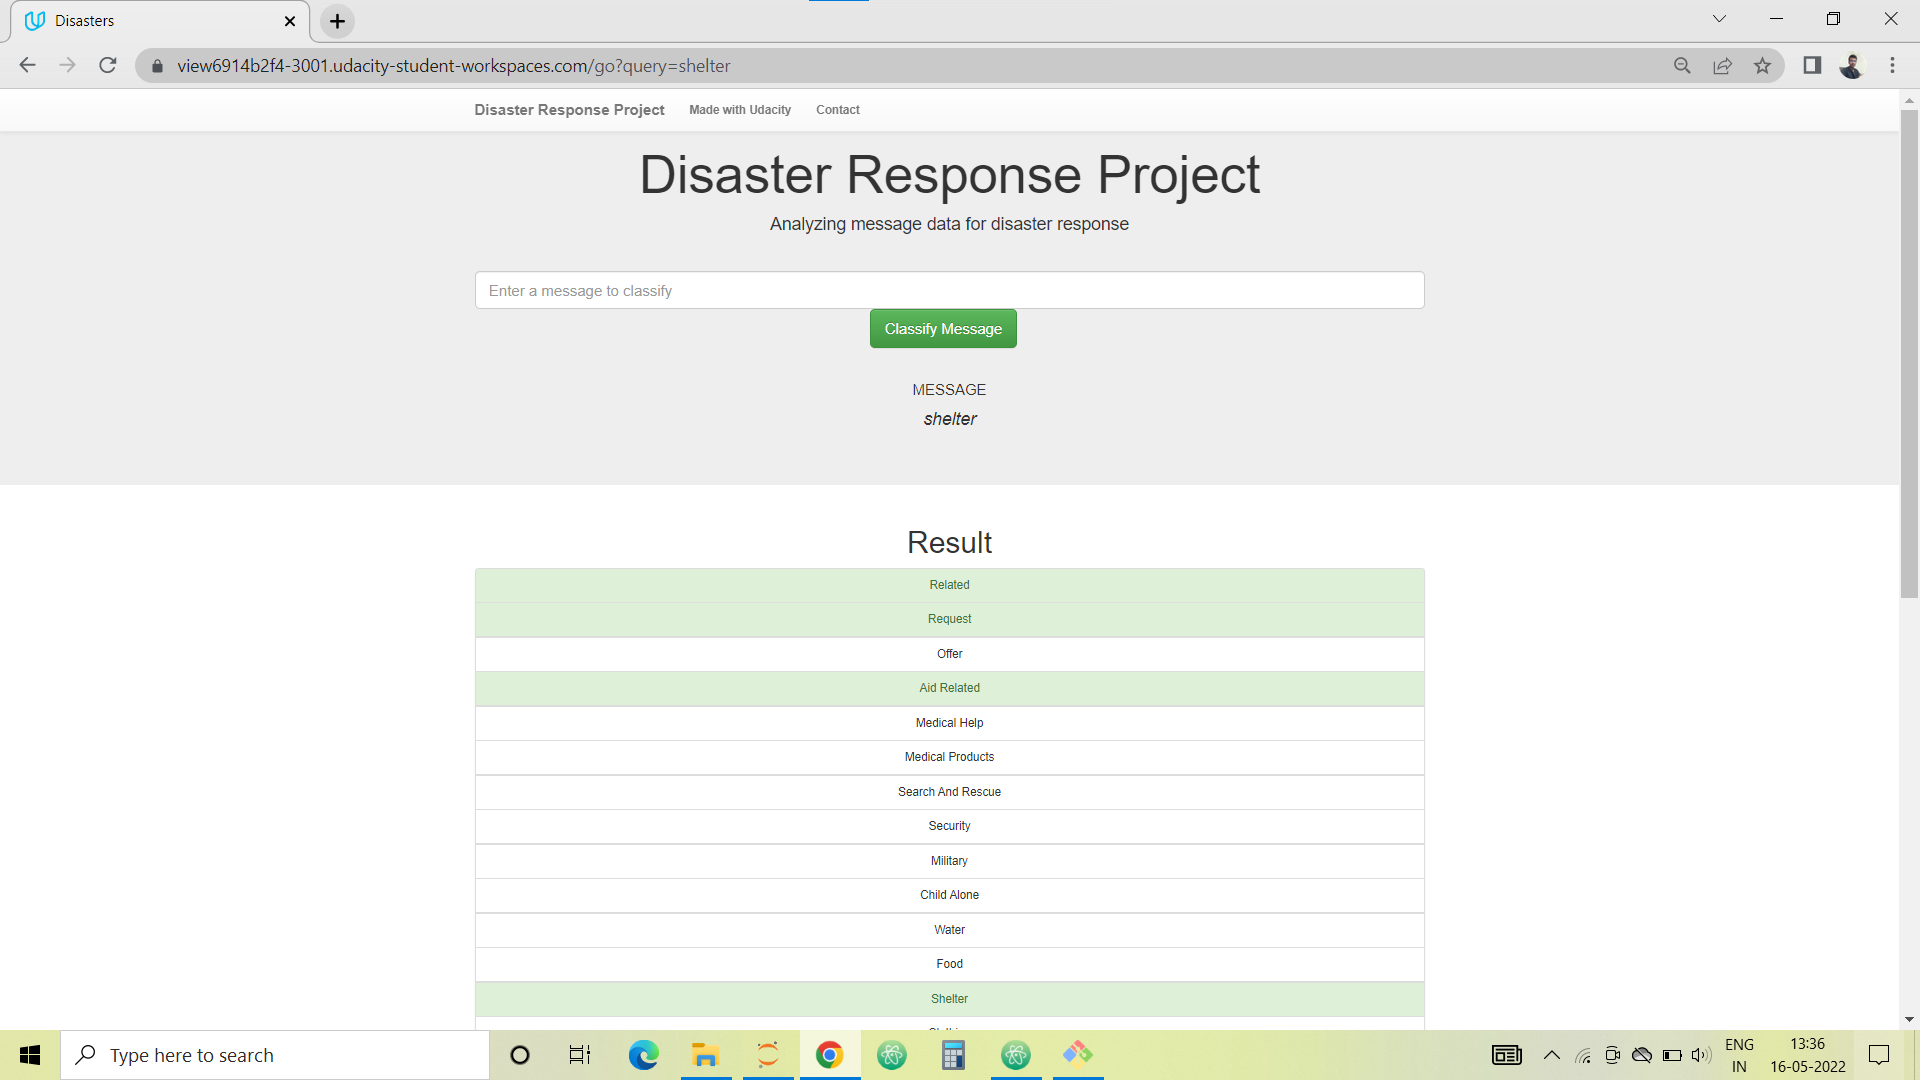 Disasters
view6914b2f4-3001.udacity-student-workspaces.com/go?query=shelter
Disaster Response Project Made with Udacity Contact
Disaster Response Project
Analyzing message data for disaster response
Enter a message to classify
Classify Message
MESSAGE
shelter
Result
Related
Request
Offer
Aid Related
Medical Help
Medical Products
Search And Rescue
Security
Military
Child Alone
Water
Food
Shelter
Type here to search
ENG
IN
13:36
16-05-2022